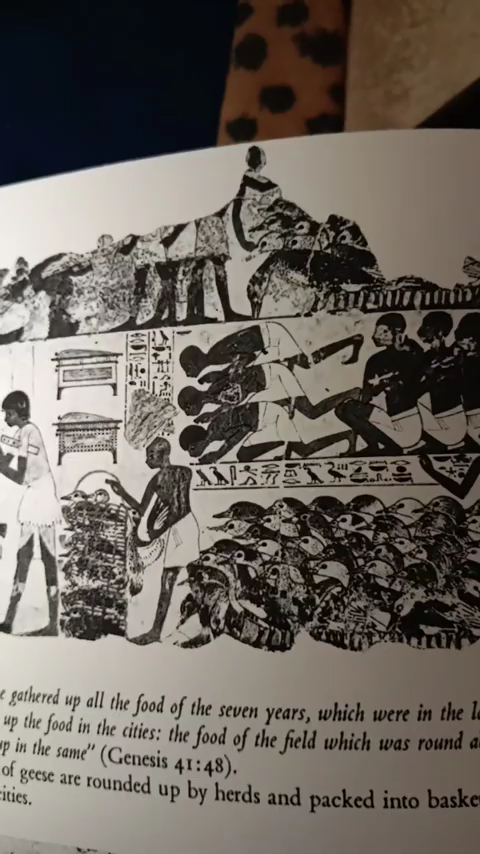 e gathered up all the food of the seven years, which were in the
up the food in the cities: the food of the field which was round
up in the same" (Genesis 41:48).
of geese are rounded up by herds and packed into
cities.